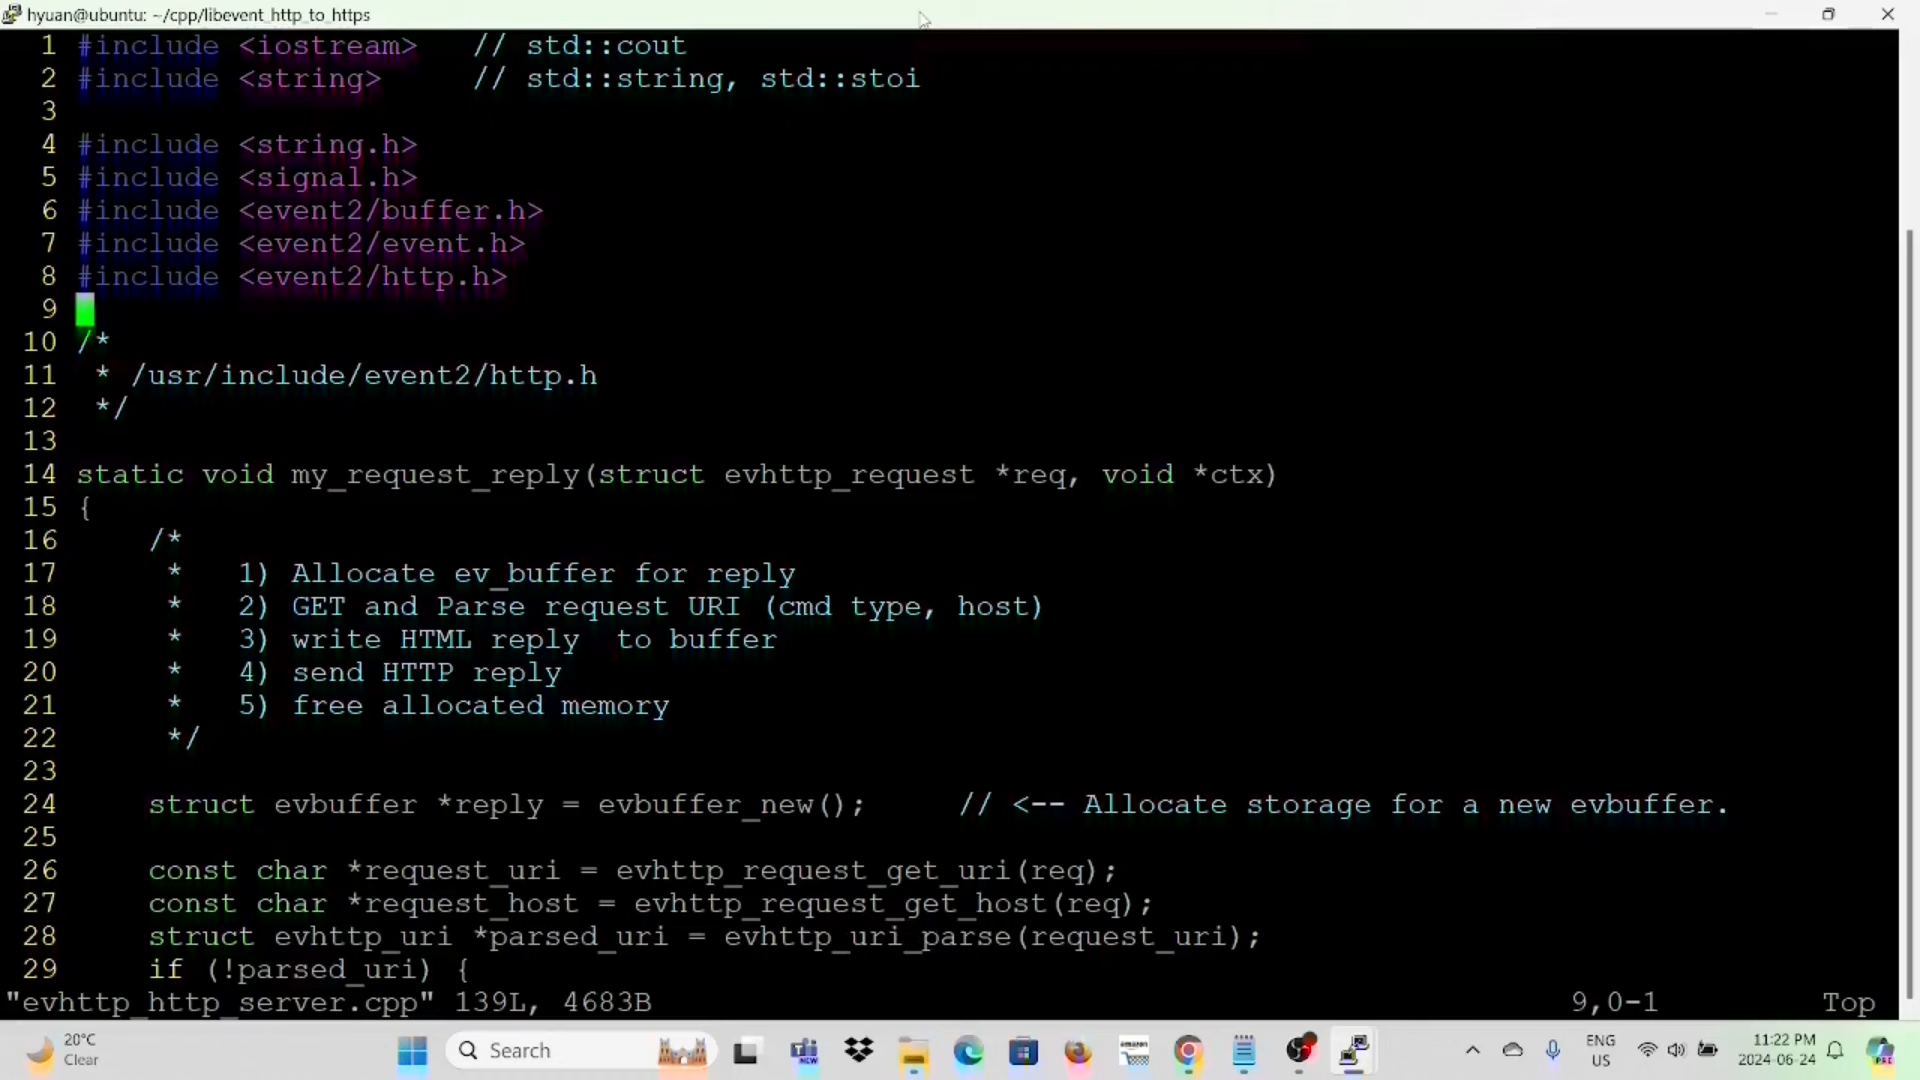 hyuan@ubuntu: ~/cpp/libevent_http_to_https
1 #include <iostream>   // std::cout
2 #include <string>     // std::string, std::stoi
3
4 #include <string.h>
5 #include <signal.h>
6 #include <event2/buffer.h>
7 #include <event2/event.h>
8 #include <event2/http.h>
9
10 /*
11  * /usr/include/event2/http.h
12  */
13
14 static void my_request_reply(struct evhttp_request *req, void *ctx)
15 {
16     /*
17      *   1) Allocate ev_buffer for reply
18      *   2) GET and Parse request URI (cmd type, host)
19      *   3) write HTML reply  to buffer
20      *   4) send HTTP reply
21      *   5) free allocated memory
22      */
23
24     struct evbuffer *reply = evbuffer_new();     // <-- Allocate storage for a new evbuffer.
25
26     const char *request_uri = evhttp_request_get_uri(req);
27     const char *request_host = evhttp_request_get_host(req);
28     struct evhttp_uri *parsed_uri = evhttp_uri_parse(request_uri);
29     if (!parsed_uri) {
"evhttp_http_server.cpp" 139L, 4683B 9,0-1 Top
20°C
Clear
Search
NEW
amazon
ENG
US
11:22 PM
2024-06-24
PRE